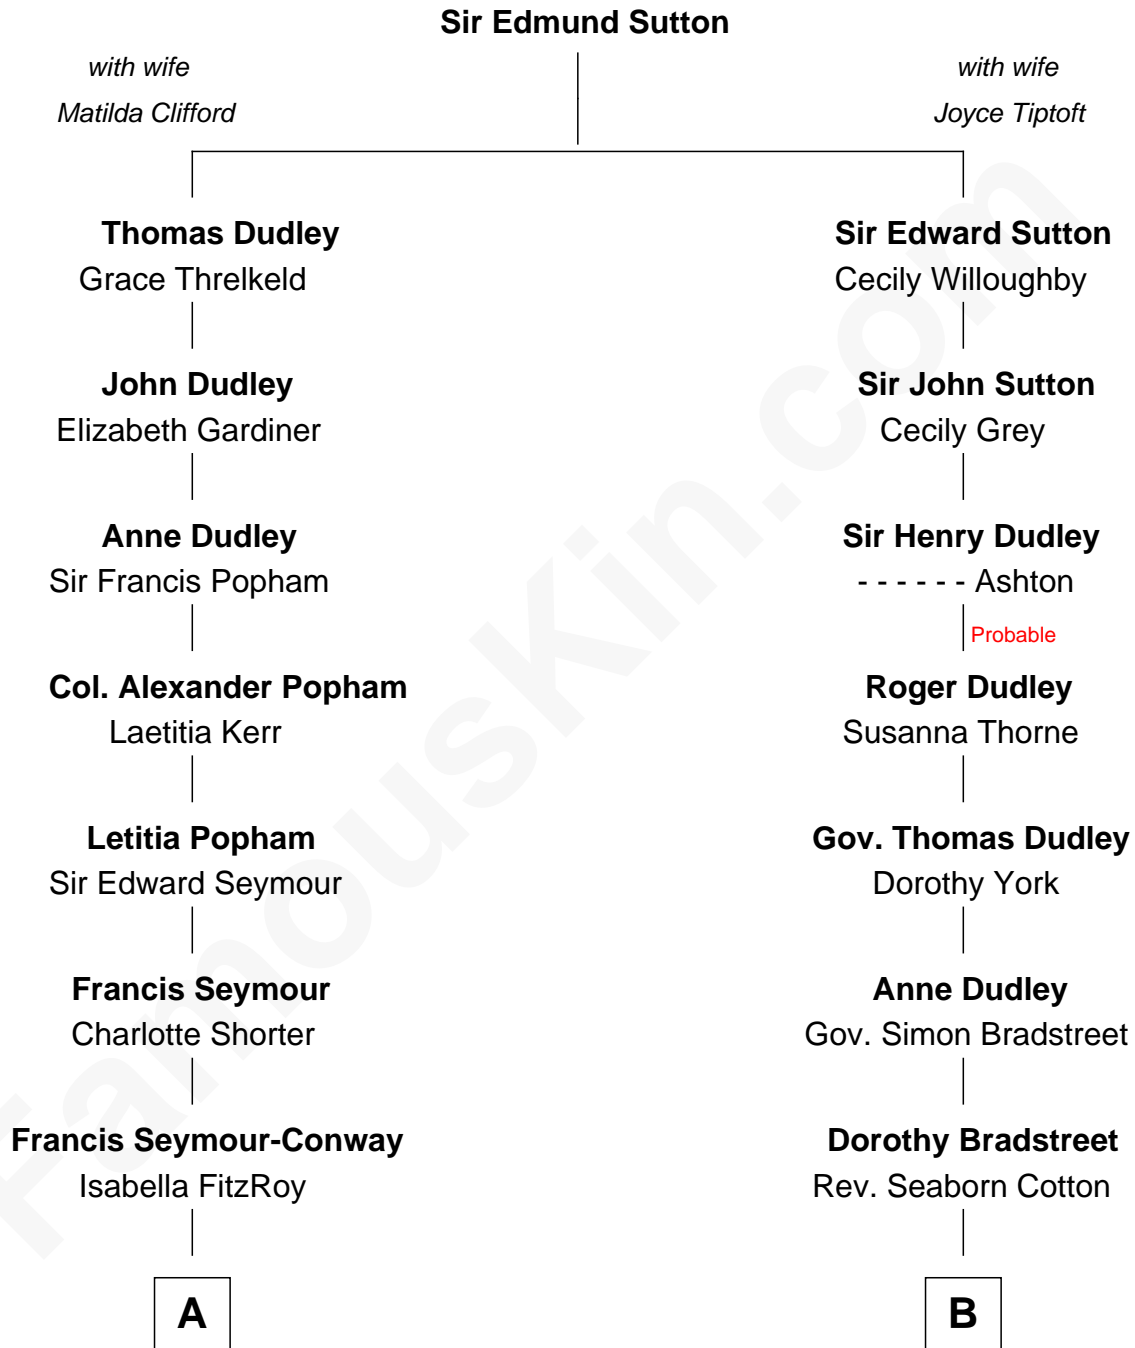 Sir Edmund Sutton
with wife
Matilda Clifford
with wife
Joyce Tiptoft
Thomas Dudley
Grace Threlkeld
John Dudley
Elizabeth Gardiner
Anne Dudley
Sir Francis Popham
Col. Alexander Popham
Laetitia Kerr
Letitia Popham
Sir Edward Seymour
Francis Seymour
Charlotte Shorter
Francis Seymour-Conway
Isabella FitzRoy
A
Sir Edward Sutton
Cecily Willoughby
Sir John Sutton
Cecily Grey
Sir Henry Dudley
- - - - - - Ashton
Probable
Roger Dudley
Susanna Thorne
Gov. Thomas Dudley
Dorothy York
Anne Dudley
Gov. Simon Bradstreet
Dorothy Bradstreet
Rev. Seaborn Cotton
B
FamousKin.com